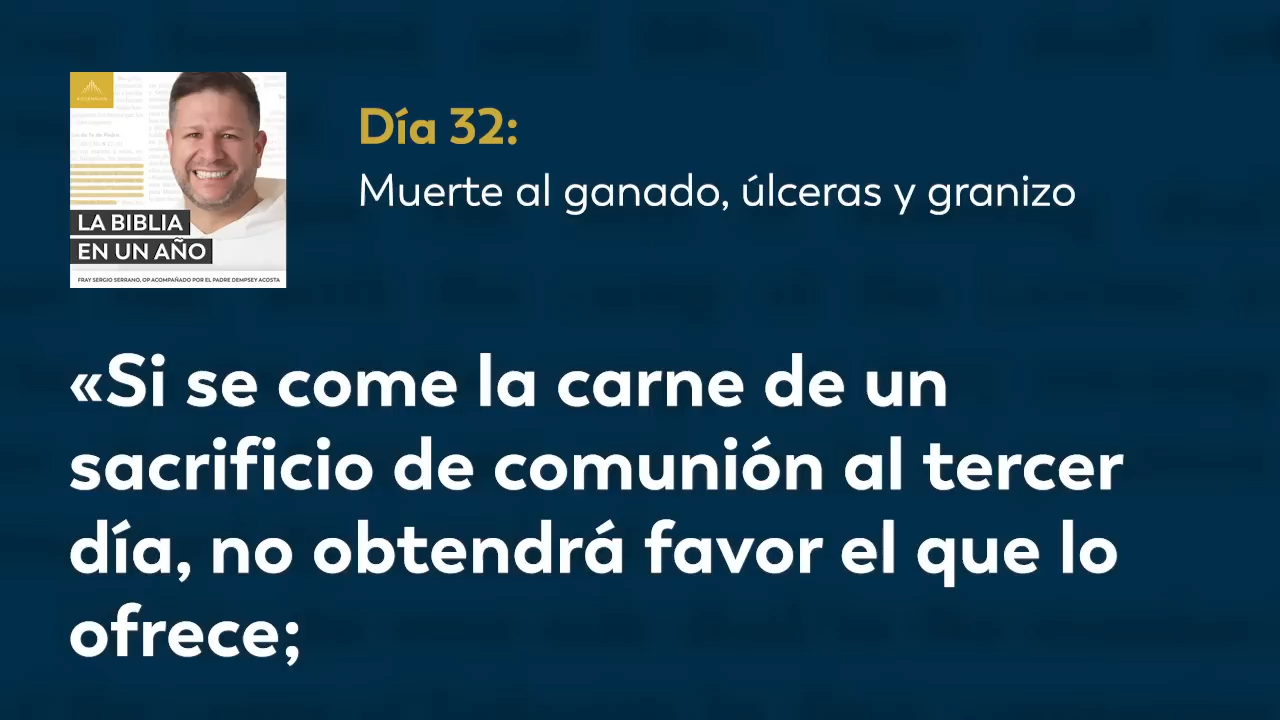 Día 32:
Muerte al ganado, úlceras y granizo
LA BIBLIA
EN UN AÑO
FRAY SERGIO SERRANO, OP ACOMPAÑADO POR EL PADRE DEMPSEY ACOSTA
«Si se come la carne de un
sacrificio de comunión al tercer
día, no obtendrá favor el que lo
ofrece;